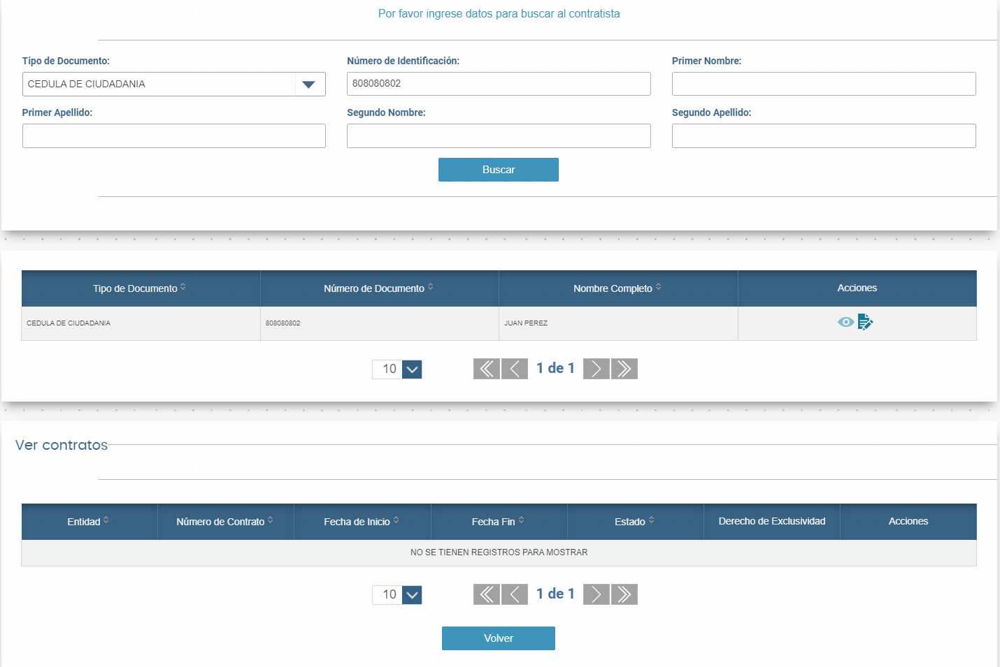 Por favor ingrese datos para buscar al contratista
Tipo de Documento: Número de Identificación: Primer Nombre:
CEDULA DE CIUDADANIA 808080802
Primer Apellido: Segundo Nombre: Segundo Apellido:
Buscar
Tipo de Documento Número de Documento Nombre Completo Acciones
CEDULA DE CIUDADANIA 808080802 JUAN PEREZ
10 1 de 1
Ver contratos
Entidad Número de Contrato Fecha de Inicio Fecha Fin Estado Derecho de Exclusividad Acciones
NO SE TIENEN REGISTROS PARA MOSTRAR
10 1 de 1
Volver